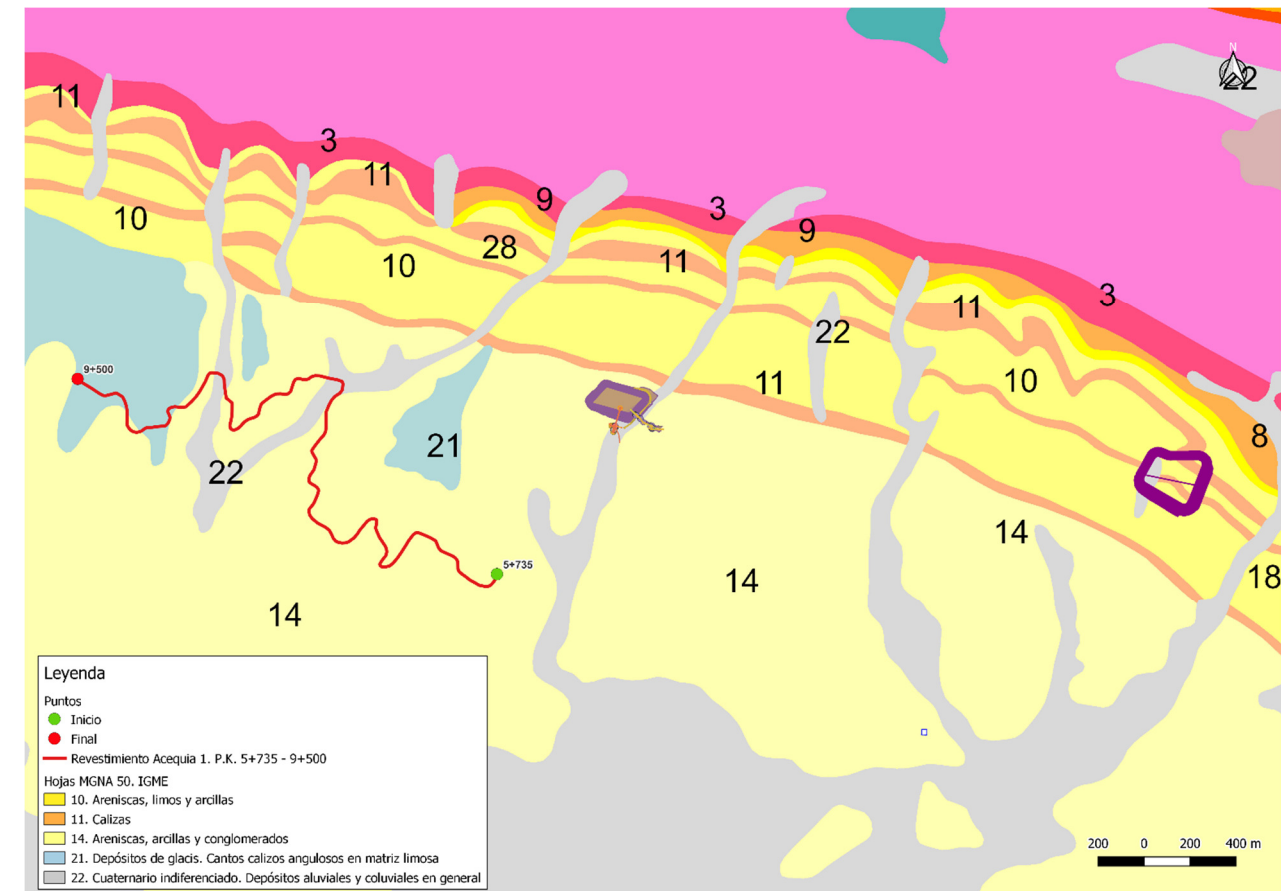 N
22
11
3
11
9
3
9
10
28
10
11
11
3
22
10
11
8
9+500
21
22
14
5+735
14
14
18
Leyenda
Puntos
Inicio
Final
Revestimiento Acequia 1. P.K. 5+735 - 9+500
Hojas MGNA 50. IGME
10. Areniscas, limos y arcillas
11. Calizas
14. Areniscas, arcillas y conglomerados
21. Depósitos de glacis. Cantos calizos angulosos en matriz limosa
22. Cuaternario indiferenciado. Depósitos aluviales y coluviales en general
200 0 200 400 m
14